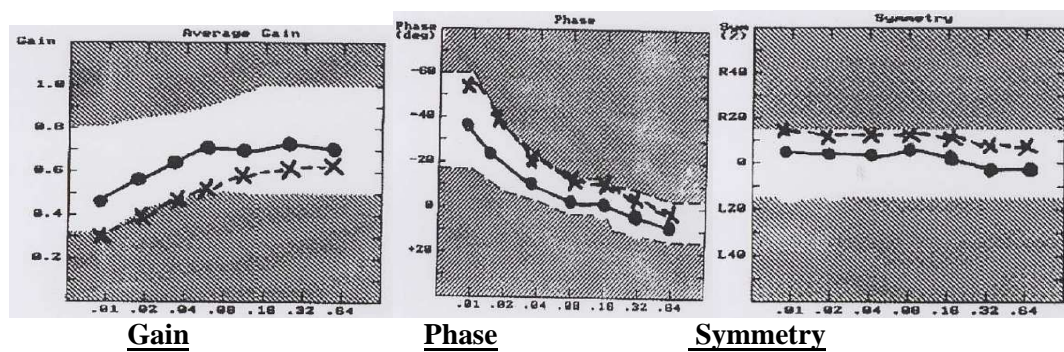 Gain
Average Gain
1.0
0.8
0.6
0.4
0.2
.01 .02 .04 .08 .16 .32 .64
Phase
(deg)
Phase
-60
-40
-20
0
+20
.01 .02 .04 .08 .16 .32 .64
Sym
(2)
Symmetry
R40
R20
0
L20
L40
.01 .02 .04 .08 .16 .32 .64
Gain
Phase
Symmetry